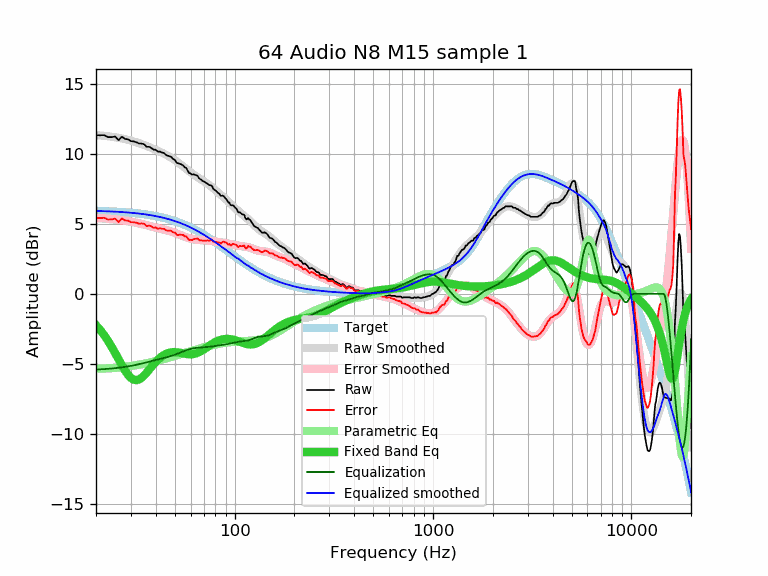 64 Audio N8 M15 sample 1
15
10
5
0
−5
−10
−15
Amplitude (dBr)
Target
Raw Smoothed
Error Smoothed
Raw
Error
Parametric Eq
Fixed Band Eq
Equalization
Equalized smoothed
100 1000 10000
Frequency (Hz)